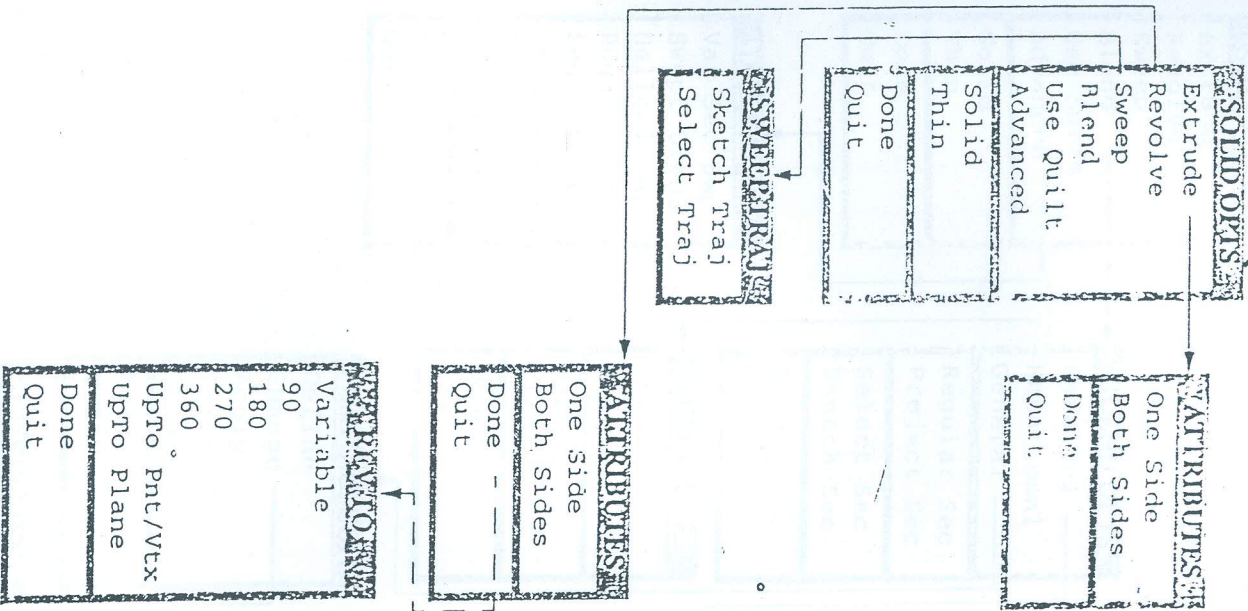 SOLID OPTS
Extrude
Revolve
Sweep
Blend
Use Quilt
Advanced
Solid
Thin
Done
Quit
ATTRIBUTES
One Side
Both Sides
Done
Quit
SWEEP TRAJ
Sketch Traj
Select Traj
ATTRIBUTES
One Side
Both Sides
Done
Quit
REV TO
Variable
90
180
270
360
UpTo Pnt/Vtx
UpTo Plane
Done
Quit